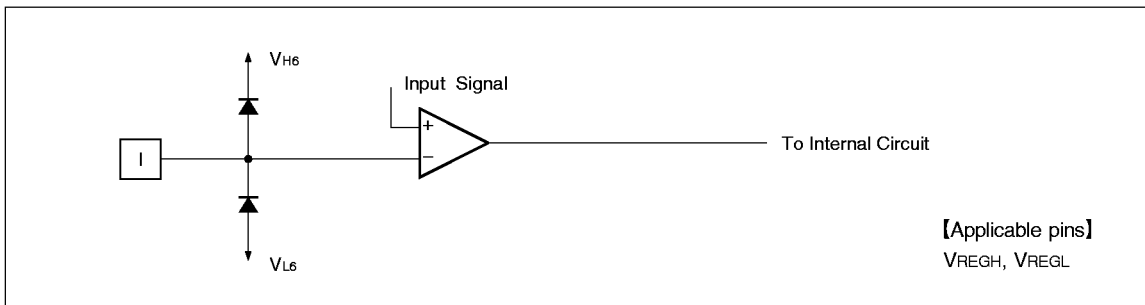 VH6
Input Signal
I
+
−
To Internal Circuit
VL6
【Applicable pins】
VREGH, VREGL